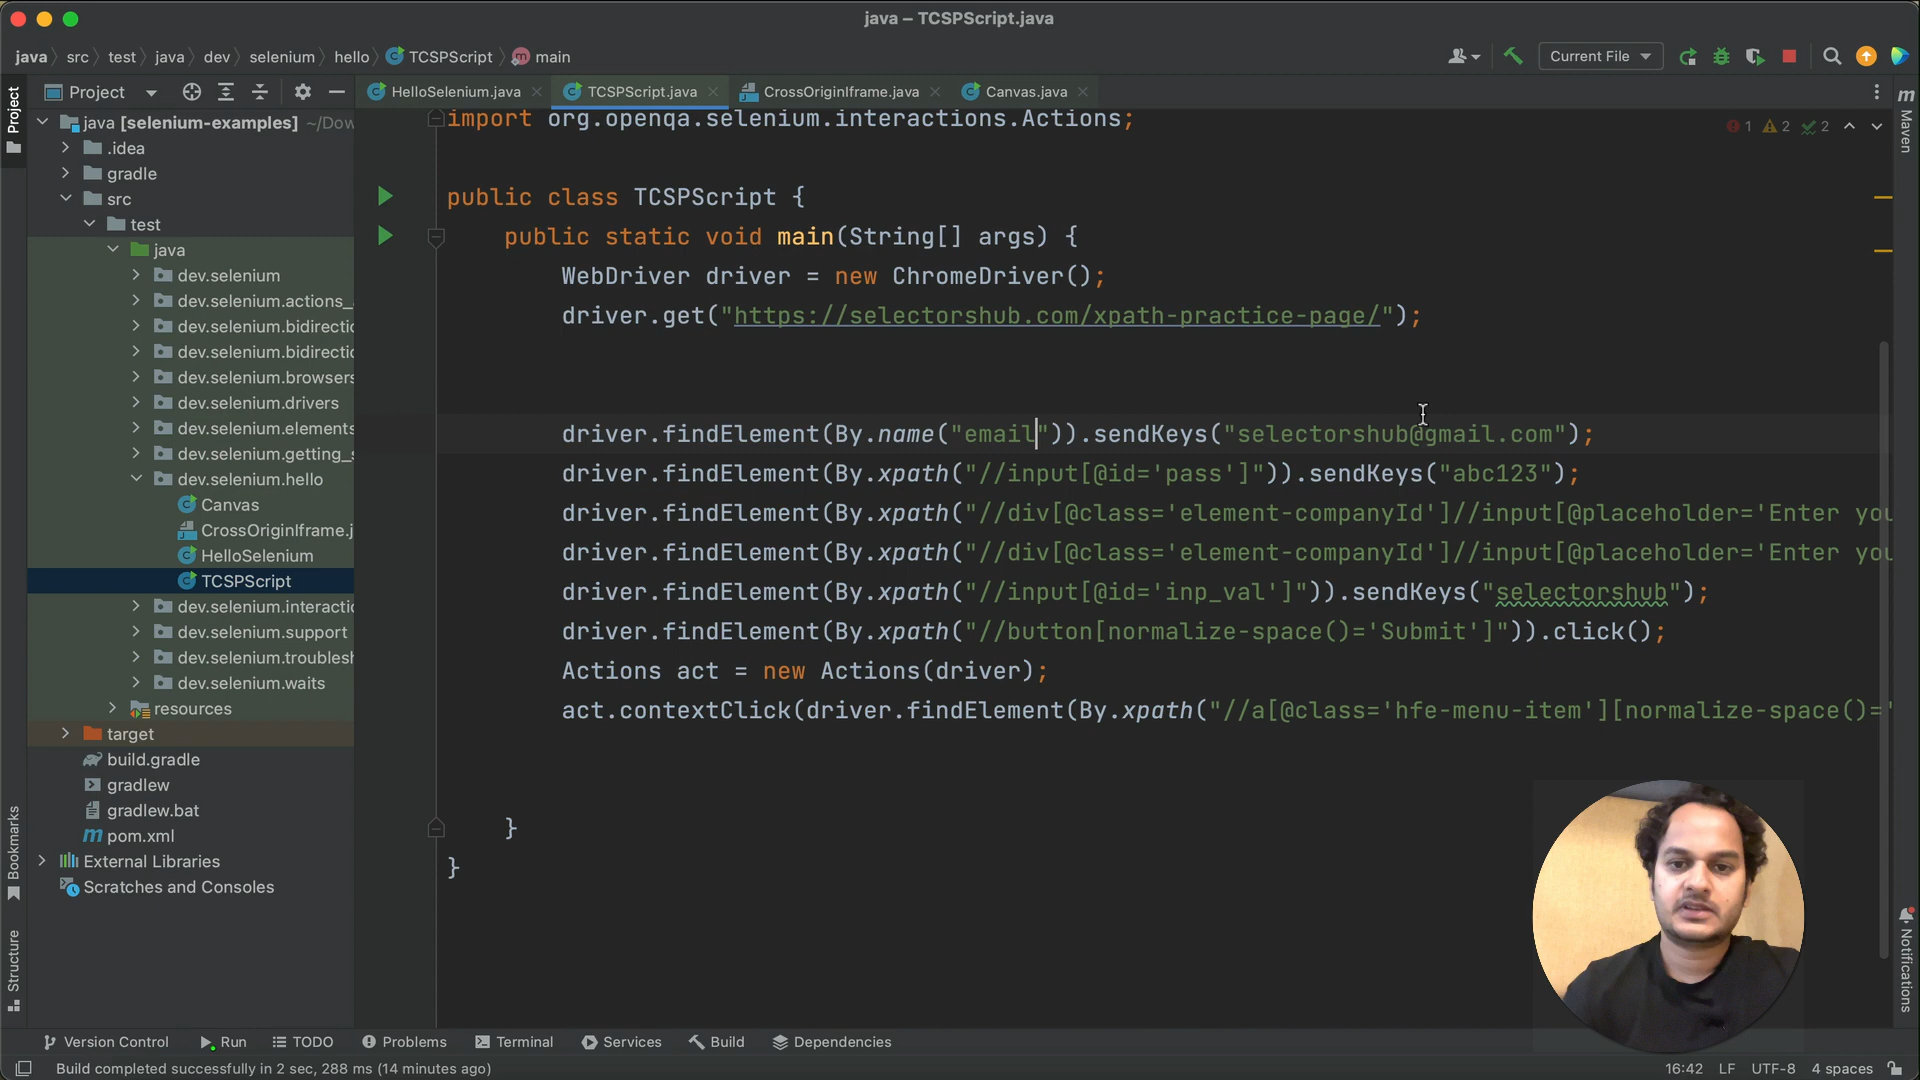 java – TCSPScript.java
java src test java dev selenium hello TCSPScript main
Current File
Project
HelloSelenium.java
TCSPScript.java
CrossOriginIframe.java
Canvas.java
Project
java [selenium-examples] ~/Dow
.idea
gradle
src
test
java
dev.selenium
dev.selenium.actions_
dev.selenium.bidirectio
dev.selenium.bidirectio
dev.selenium.browsers
dev.selenium.drivers
dev.selenium.elements
dev.selenium.getting_s
dev.selenium.hello
Canvas
CrossOriginIframe.j
HelloSelenium
TCSPScript
dev.selenium.interactio
dev.selenium.support
dev.selenium.troublesh
dev.selenium.waits
resources
target
build.gradle
gradlew
gradlew.bat
pom.xml
External Libraries
Scratches and Consoles
import org.openqa.selenium.interactions.Actions;
1 2 2
public class TCSPScript {
public static void main(String[] args) {
WebDriver driver = new ChromeDriver();
driver.get("https://selectorshub.com/xpath-practice-page/");
driver.findElement(By.name("email")).sendKeys("selectorshub@gmail.com");
driver.findElement(By.xpath("//input[@id='pass']")).sendKeys("abc123");
driver.findElement(By.xpath("//div[@class='element-companyId']//input[@placeholder='Enter you
driver.findElement(By.xpath("//div[@class='element-companyId']//input[@placeholder='Enter you
driver.findElement(By.xpath("//input[@id='inp_val']")).sendKeys("selectorshub");
driver.findElement(By.xpath("//button[normalize-space()='Submit']")).click();
Actions act = new Actions(driver);
act.contextClick(driver.findElement(By.xpath("//a[@class='hfe-menu-item'][normalize-space()='
}
}
Maven
Notifications
Bookmarks
Structure
Version Control
Run
TODO
Problems
Terminal
Services
Build
Dependencies
Build completed successfully in 2 sec, 288 ms (14 minutes ago)
16:42 LF UTF-8 4 spaces